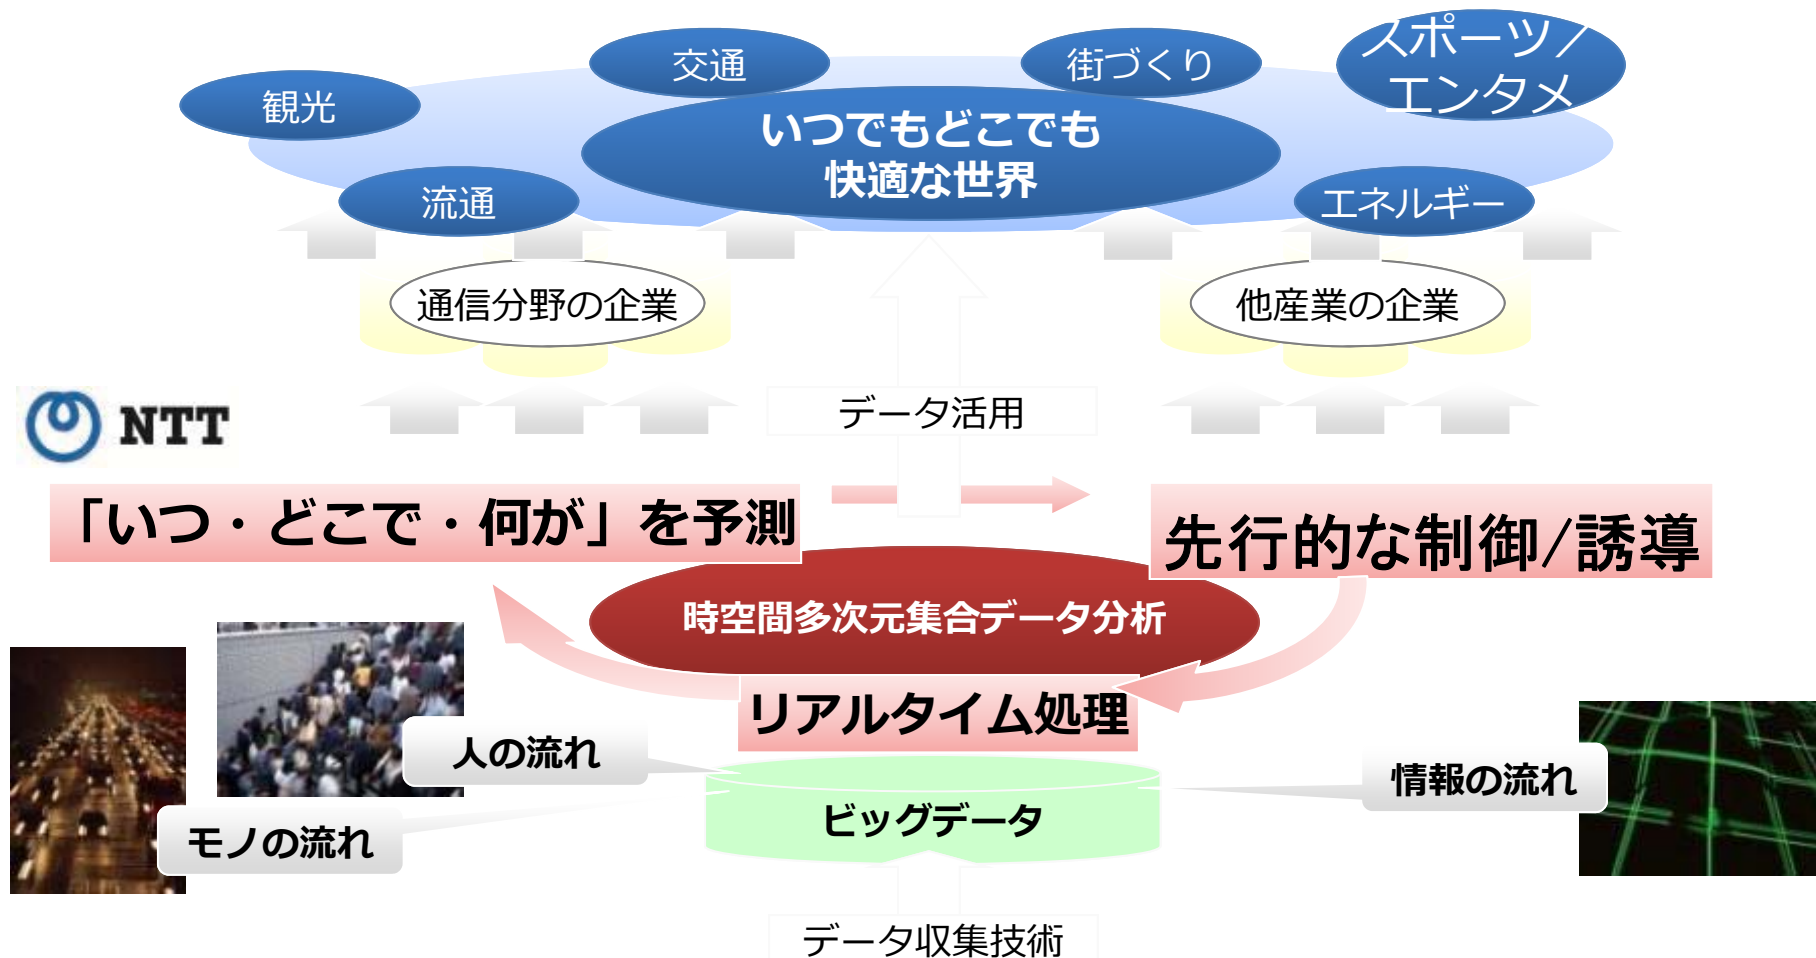 スポーツ/
エンタメ
交通
街づくり
観光
いつでもどこでも
快適な世界
流通
エネルギー
通信分野の企業
他産業の企業
データ活用
NTT
「いつ・どこで・何が」を予測
先行的な制御/誘導
時空間多次元集合データ分析
リアルタイム処理
人の流れ
情報の流れ
ビッグデータ
モノの流れ
データ収集技術